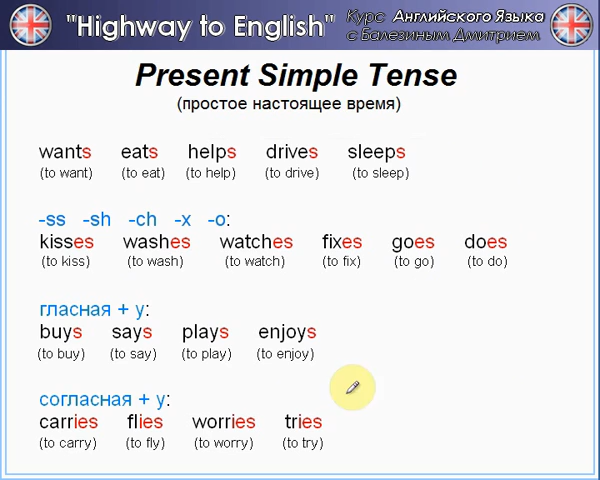 "Highway to English"
Курс Английского Языка
с Балезиным Дмитрием
Present Simple Tense
(простое настоящее время)
wants eats helps drives sleeps
(to want) (to eat) (to help) (to drive) (to sleep)
-ss -sh -ch -x -o:
kisses washes watches fixes goes does
(to kiss) (to wash) (to watch) (to fix) (to go) (to do)
гласная + y:
buys says plays enjoys
(to buy) (to say) (to play) (to enjoy)
согласная + y:
carries flies worries tries
(to carry) (to fly) (to worry) (to try)